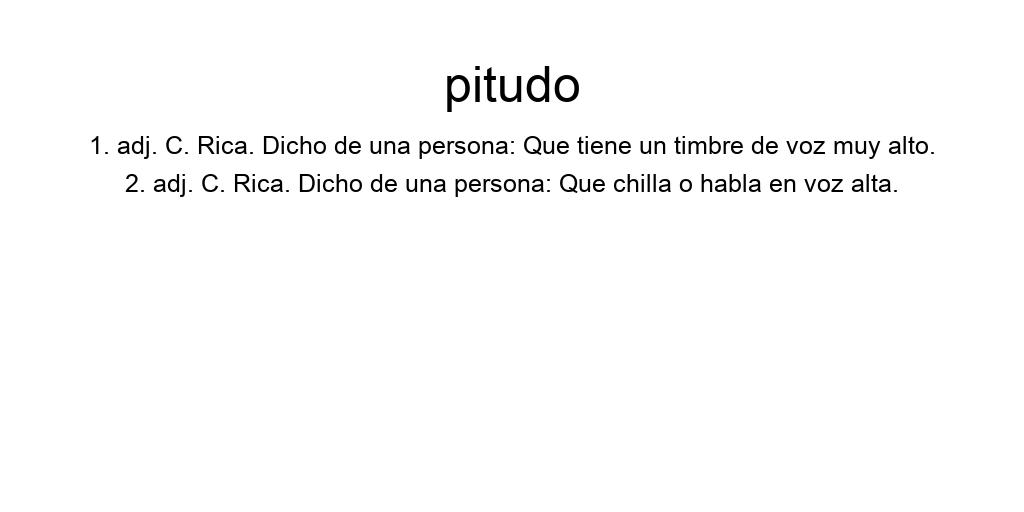 pitudo
1. adj. C. Rica. Dicho de una persona: Que tiene un timbre de voz muy alto.
2. adj. C. Rica. Dicho de una persona: Que chilla o habla en voz alta.